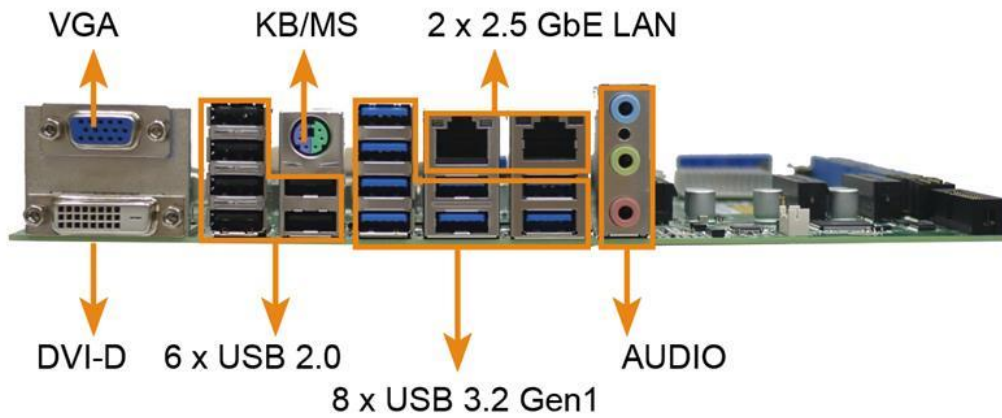 VGA
KB/MS
2 x 2.5 GbE LAN
DVI-D
6 x USB 2.0
AUDIO
8 x USB 3.2 Gen1